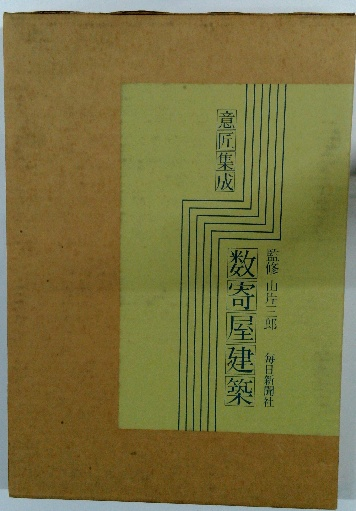 意匠集成
数寄屋建築
監修 山片三郎 毎日新聞社